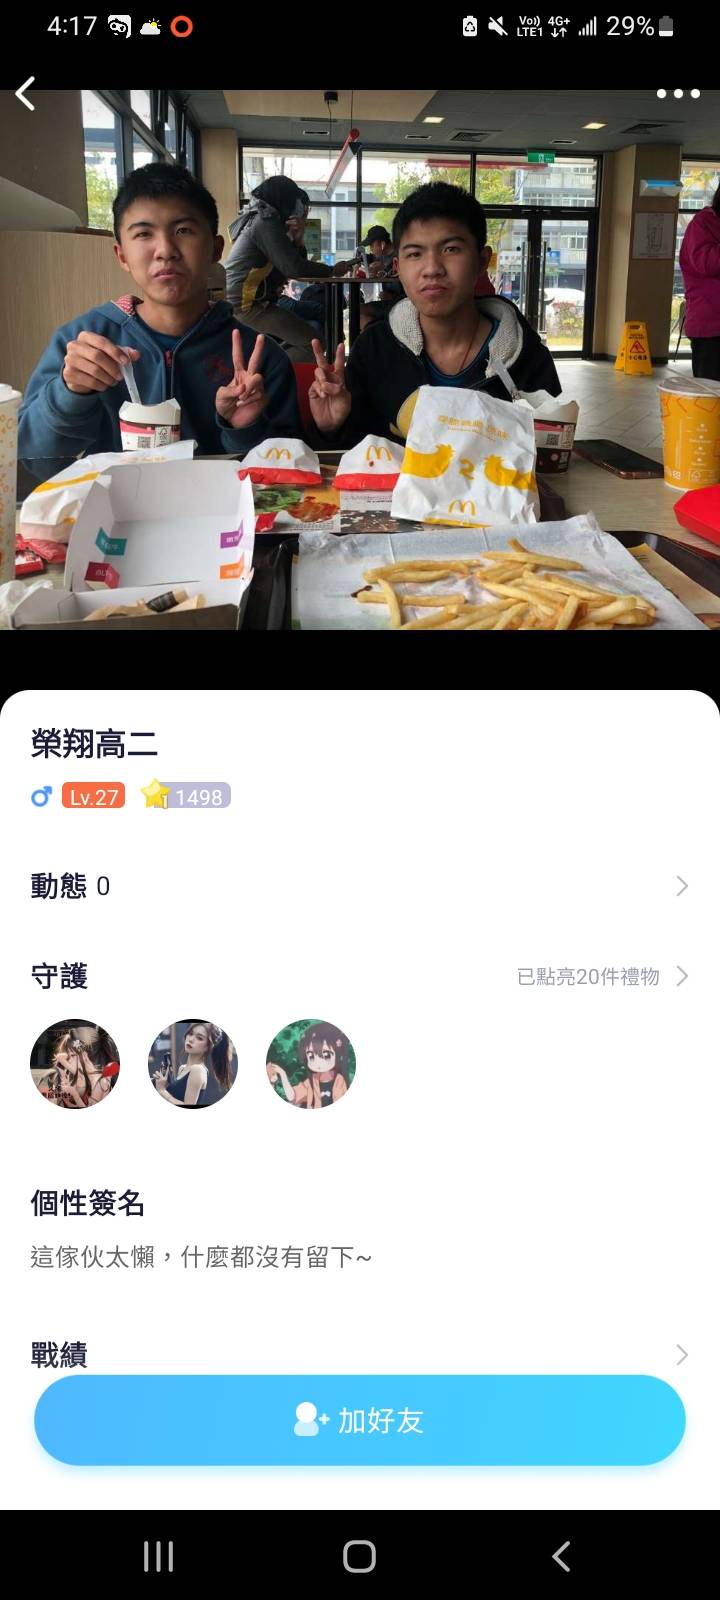 4:17
Vo)) LTE1 4G+ 29%
2
榮翔高二
Lv.27 1 1498
動態 0
守護 已點亮20件禮物
個性簽名
這傢伙太懶，什麼都沒有留下~
戰績
加好友